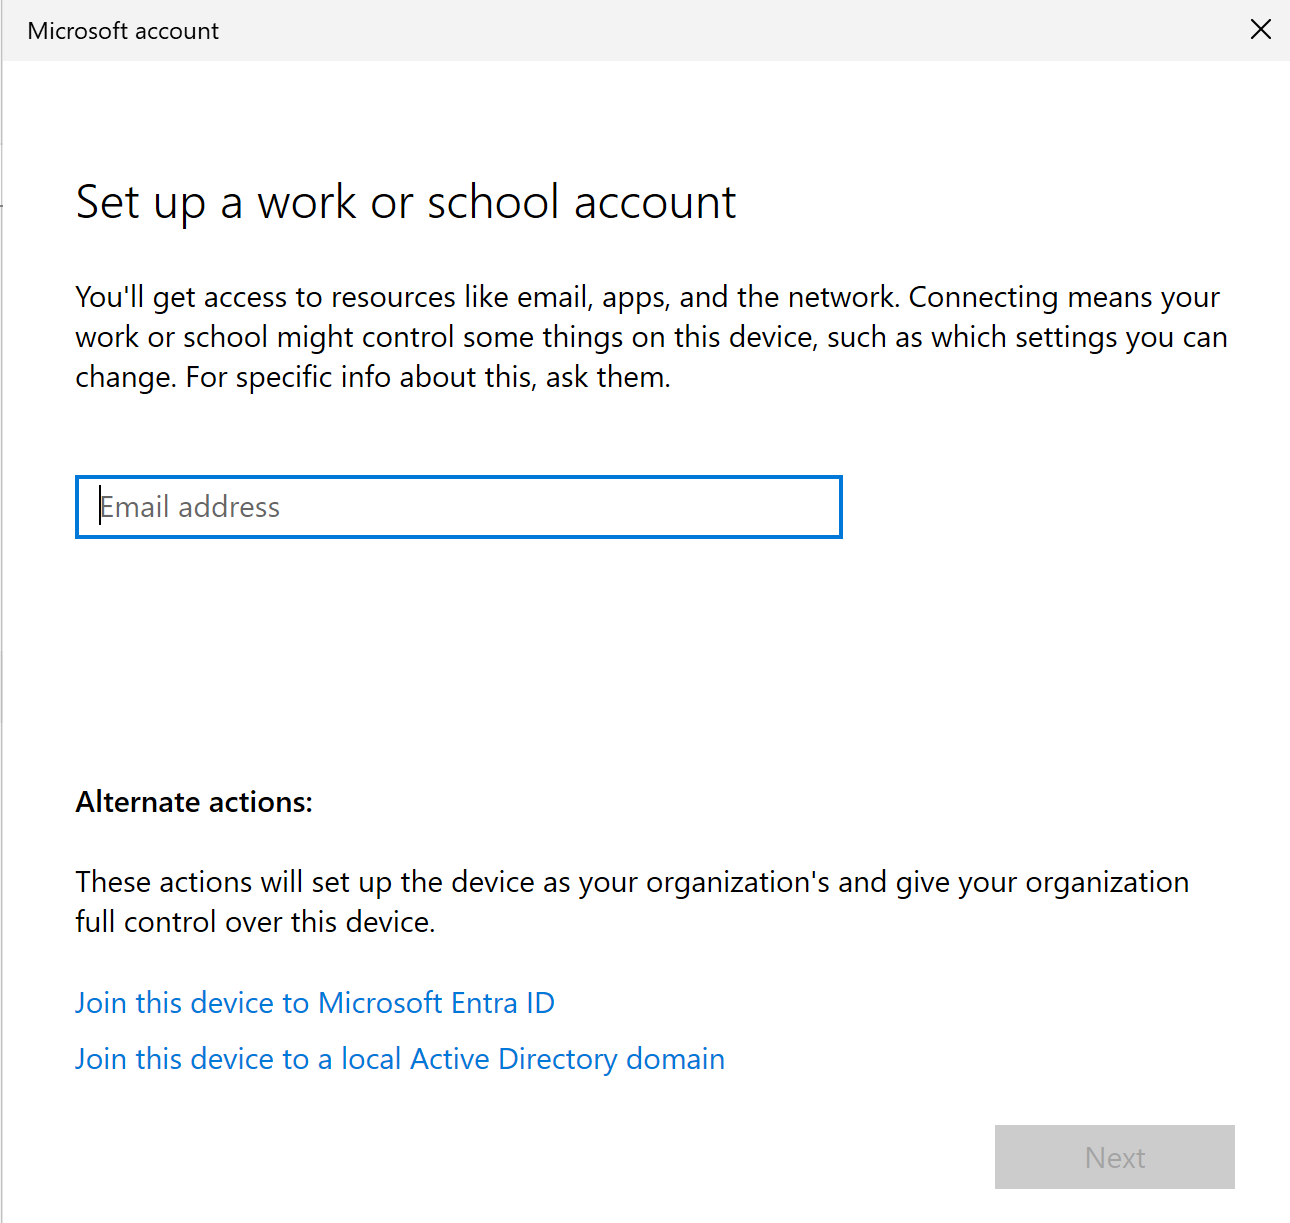 Microsoft account
Set up a work or school account
You'll get access to resources like email, apps, and the network. Connecting means your
work or school might control some things on this device, such as which settings you can
change. For specific info about this, ask them.
Email address
Alternate actions:
These actions will set up the device as your organization's and give your organization
full control over this device.
Join this device to Microsoft Entra ID
Join this device to a local Active Directory domain
Next